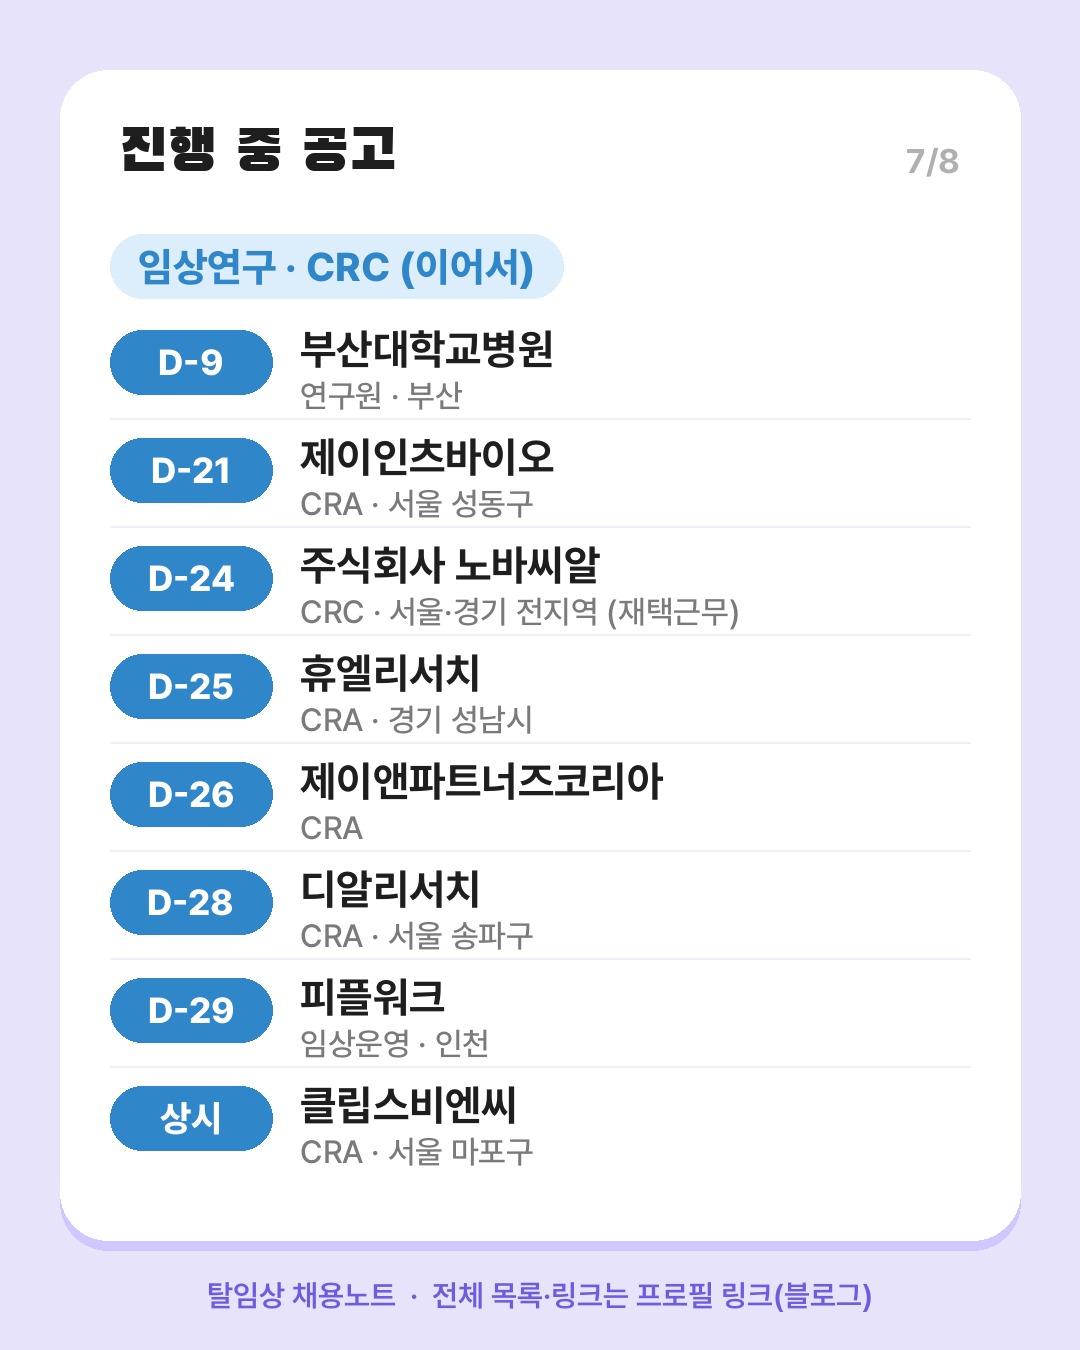 진행 중 공고
7/8
임상연구 · CRC (이어서)
D-9
부산대학교병원
연구원 · 부산
D-21
제이인츠바이오
CRA · 서울 성동구
D-24
주식회사 노바씨알
CRC · 서울·경기 전지역 (재택근무)
D-25
휴엘리서치
CRA · 경기 성남시
D-26
제이앤파트너즈코리아
CRA
D-28
디알리서치
CRA · 서울 송파구
D-29
피플워크
임상운영 · 인천
상시
클립스비엔씨
CRA · 서울 마포구
탈임상 채용노트 · 전체 목록·링크는 프로필 링크(블로그)